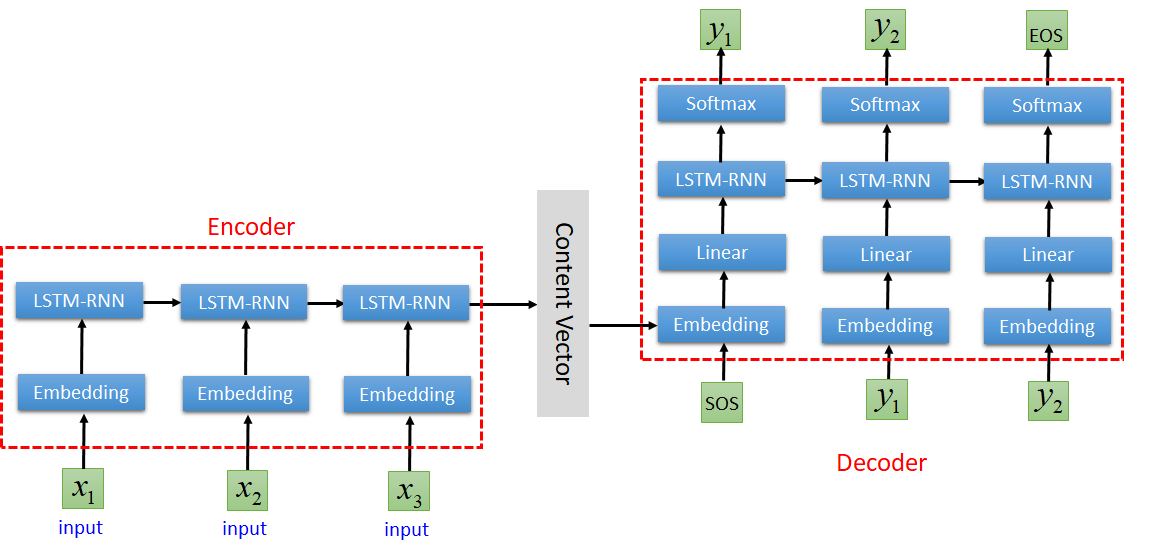 y₁ y₂ EOS
Softmax Softmax Softmax
LSTM-RNN LSTM-RNN LSTM-RNN
Linear Linear Linear
Embedding Embedding Embedding
SOS y₁ y₂
Decoder
Content Vector
Encoder
LSTM-RNN LSTM-RNN LSTM-RNN
Embedding Embedding Embedding
x₁ x₂ x₃
input input input